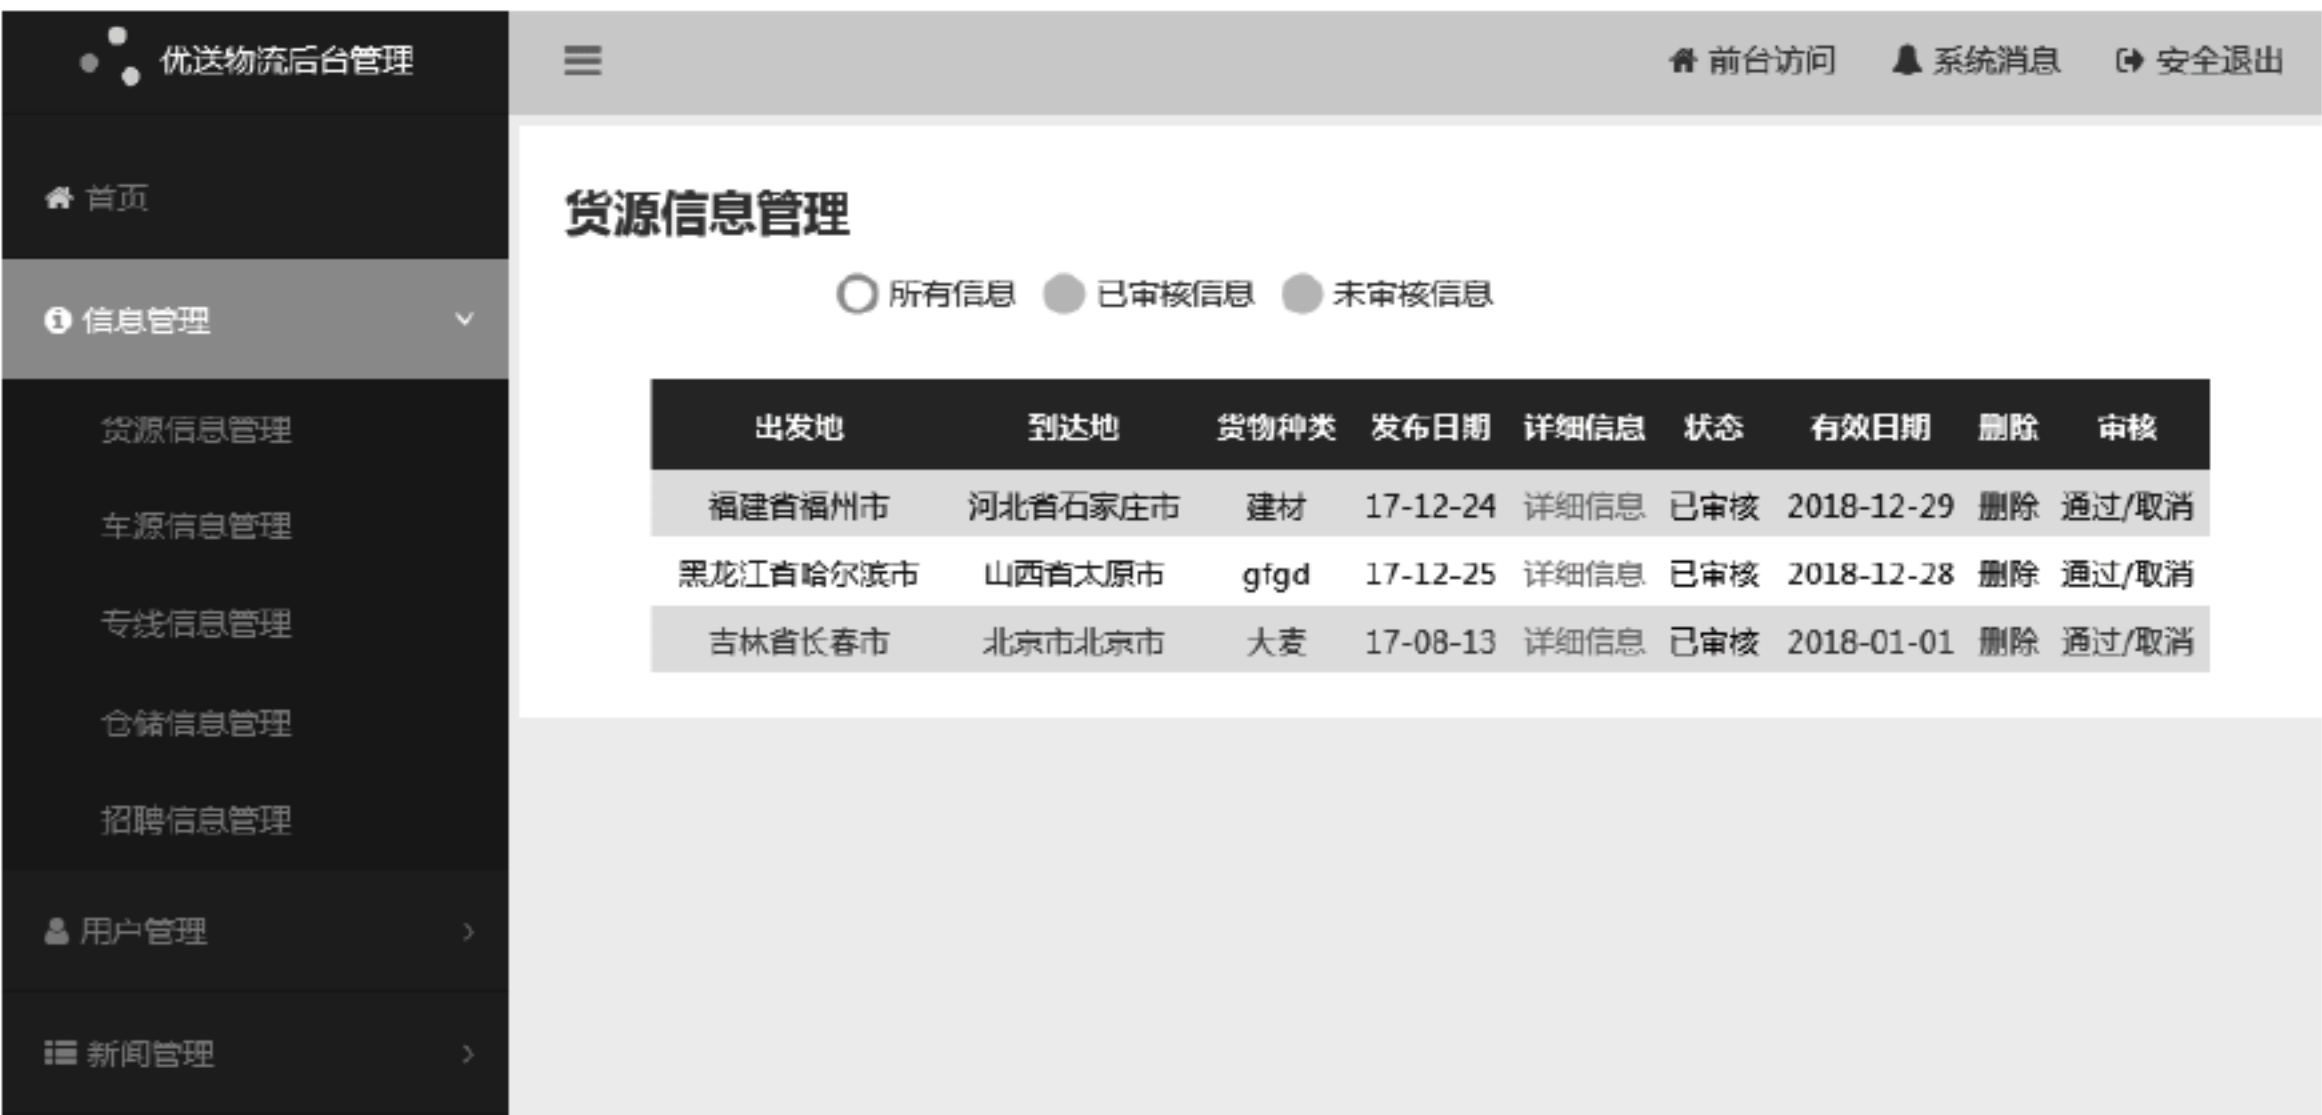 优送物流后台管理
前台访问 系统消息 安全退出
首页
信息管理
货源信息管理
车源信息管理
专线信息管理
仓储信息管理
招聘信息管理
用户管理
新闻管理
货源信息管理
所有信息 已审核信息 未审核信息
出发地 到达地 货物种类 发布日期 详细信息 状态 有效日期 删除 审核
福建省福州市 河北省石家庄市 建材 17-12-24 详细信息 已审核 2018-12-29 删除 通过/取消
黑龙江省哈尔滨市 山西省太原市 gfgd 17-12-25 详细信息 已审核 2018-12-28 删除 通过/取消
吉林省长春市 北京市北京市 大麦 17-08-13 详细信息 已审核 2018-01-01 删除 通过/取消